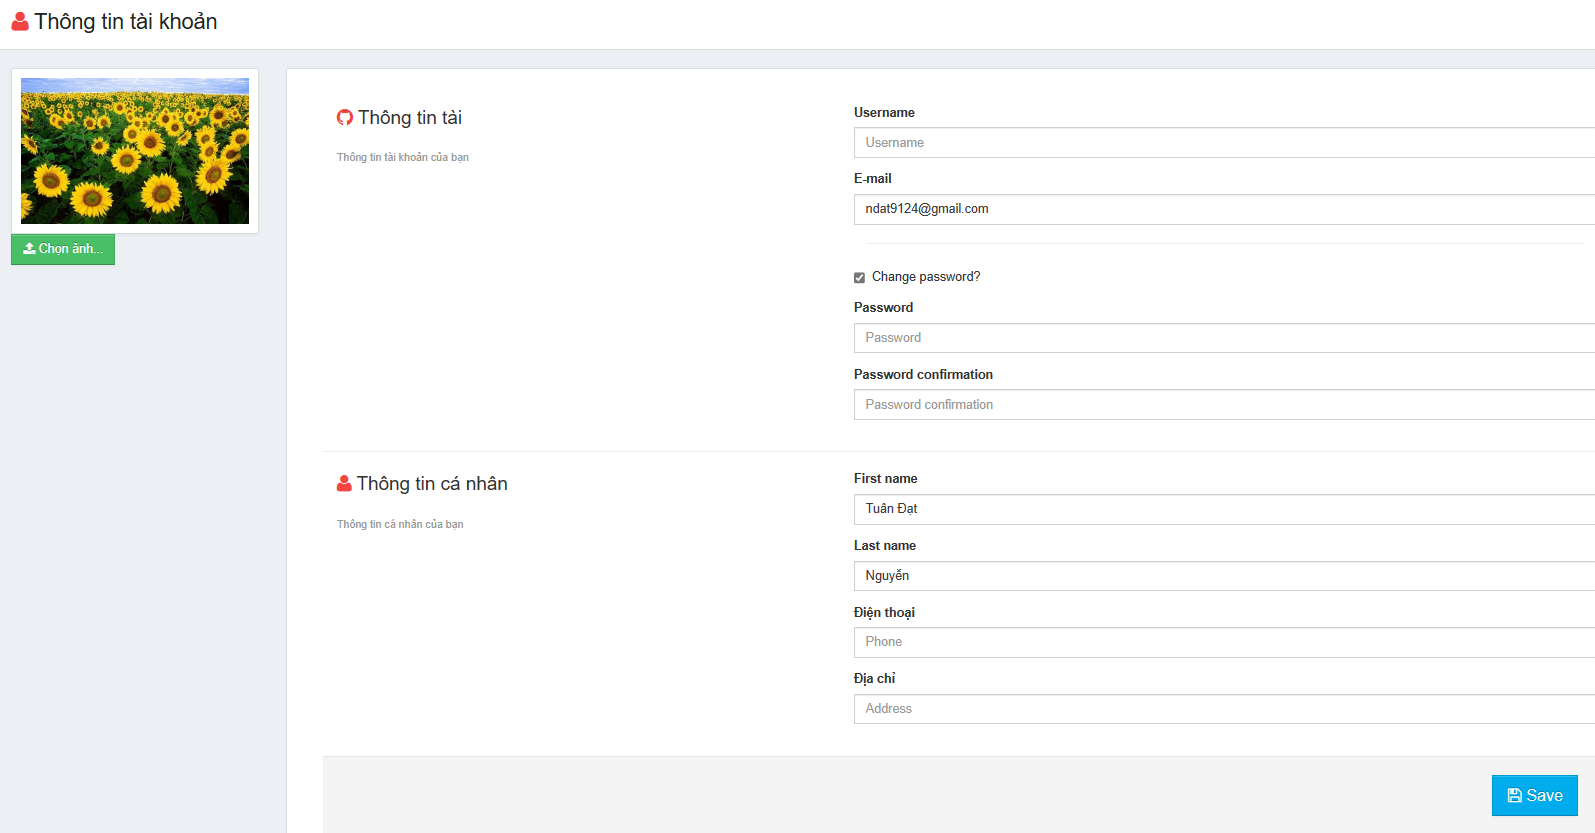 Thông tin tài khoản
Chọn ảnh...
Thông tin tài
Thông tin tài khoản của bạn
Username
Username
E-mail
ndat9124@gmail.com
Change password?
Password
Password
Password confirmation
Password confirmation
Thông tin cá nhân
Thông tin cá nhân của bạn
First name
Tuân Đạt
Last name
Nguyễn
Điện thoại
Phone
Địa chỉ
Address
Save